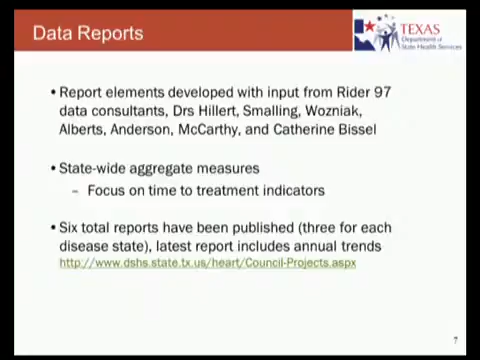 Data Reports
TEXAS
Department of
State Health Services
• Report elements developed with input from Rider 97
data consultants, Drs Hillert, Smalling, Wozniak,
Alberts, Anderson, McCarthy, and Catherine Bissel
• State-wide aggregate measures
– Focus on time to treatment indicators
• Six total reports have been published (three for each
disease state), latest report includes annual trends
http://www.dshs.state.tx.us/heart/Council-Projects.aspx
7